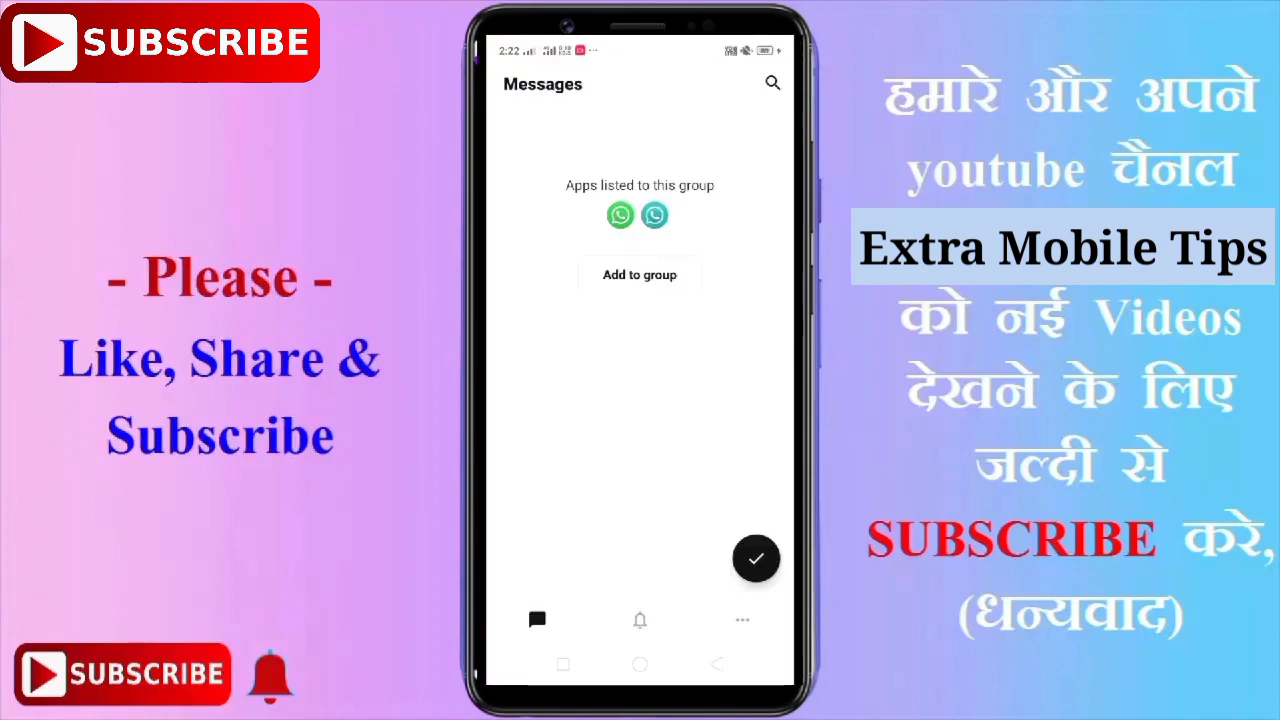 SUBSCRIBE
- Please -
Like, Share &
Subscribe
SUBSCRIBE
2:22
Messages
Apps listed to this group
Add to group
हमारे और अपने
youtube चैनल
Extra Mobile Tips
को नई Videos
देखने के लिए
जल्दी से
SUBSCRIBE करे,
(धन्यवाद)